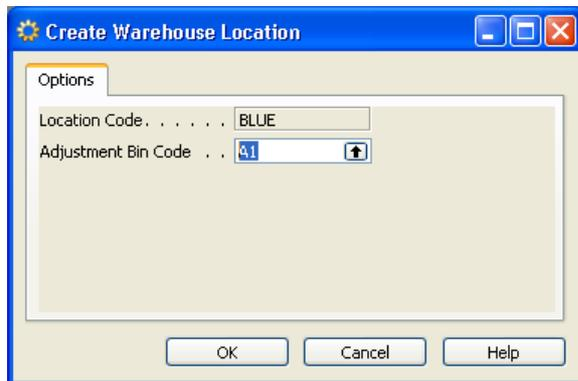 Create Warehouse Location
Options
Location Code. . . . . . BLUE
Adjustment Bin Code . . A1
OK Cancel Help